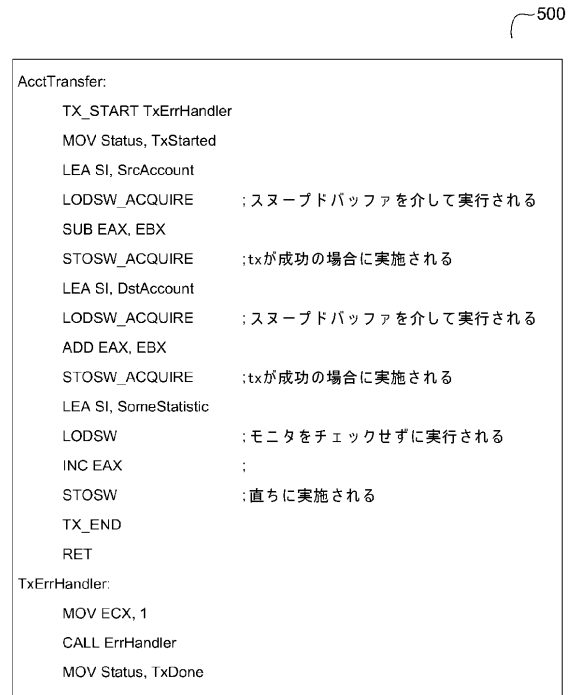 500
AcctTransfer:
TX_START TxErrHandler
MOV Status, TxStarted
LEA SI, SrcAccount
LODSW_ACQUIRE ;スヌープドバッファを介して実行される
SUB EAX, EBX
STOSW_ACQUIRE ;txが成功の場合に実施される
LEA SI, DstAccount
LODSW_ACQUIRE ;スヌープドバッファを介して実行される
ADD EAX, EBX
STOSW_ACQUIRE ;txが成功の場合に実施される
LEA SI, SomeStatistic
LODSW ;モニタをチェックせずに実行される
INC EAX ;
STOSW ;直ちに実施される
TX_END
RET
TxErrHandler:
MOV ECX, 1
CALL ErrHandler
MOV Status, TxDone